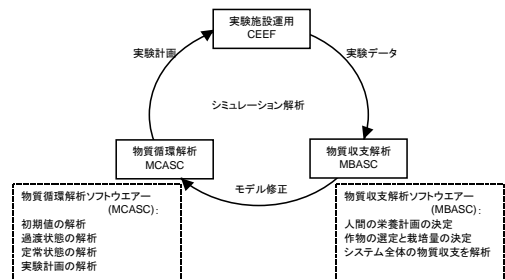 実験施設運用
CEEF
実験計画
実験データ
シミュレーション解析
物質循環解析
MCASC
物質収支解析
MBASC
モデル修正
物質循環解析ソフトウエアー
(MCASC):
初期値の解析
過渡状態の解析
定常状態の解析
実験計画の解析
物質収支解析ソフトウエアー
(MBASC):
人間の栄養計画の決定
作物の選定と栽培量の決定
システム全体の物質収支を解析